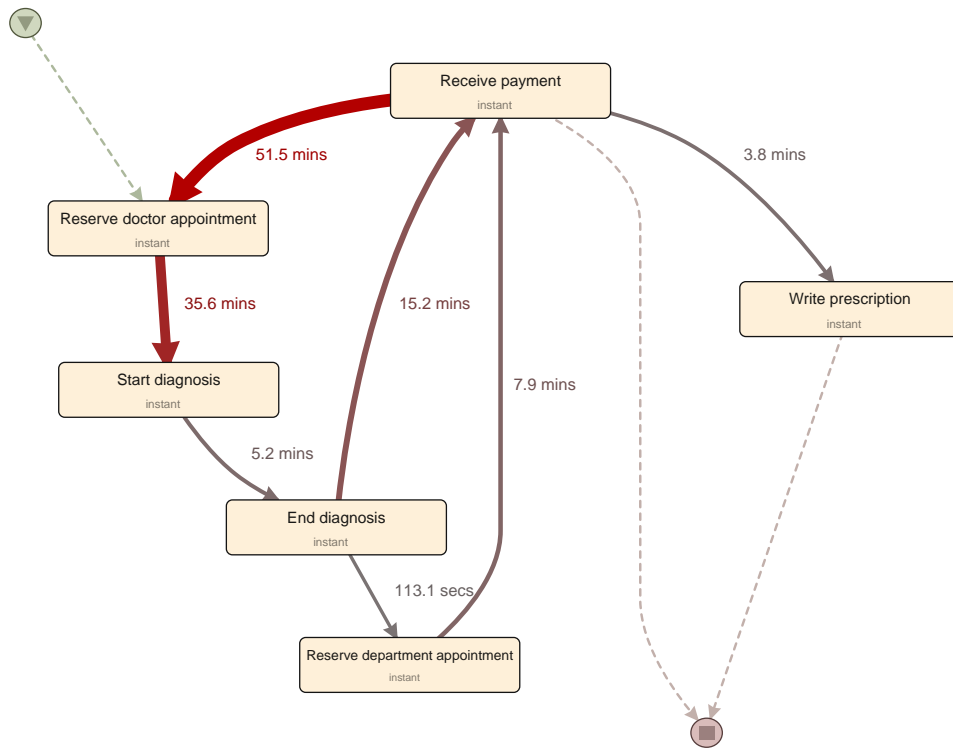 Receive payment
instant
51.5 mins
3.8 mins
Reserve doctor appointment
instant
35.6 mins
15.2 mins
Write prescription
instant
Start diagnosis
instant
7.9 mins
5.2 mins
End diagnosis
instant
113.1 secs
Reserve department appointment
instant